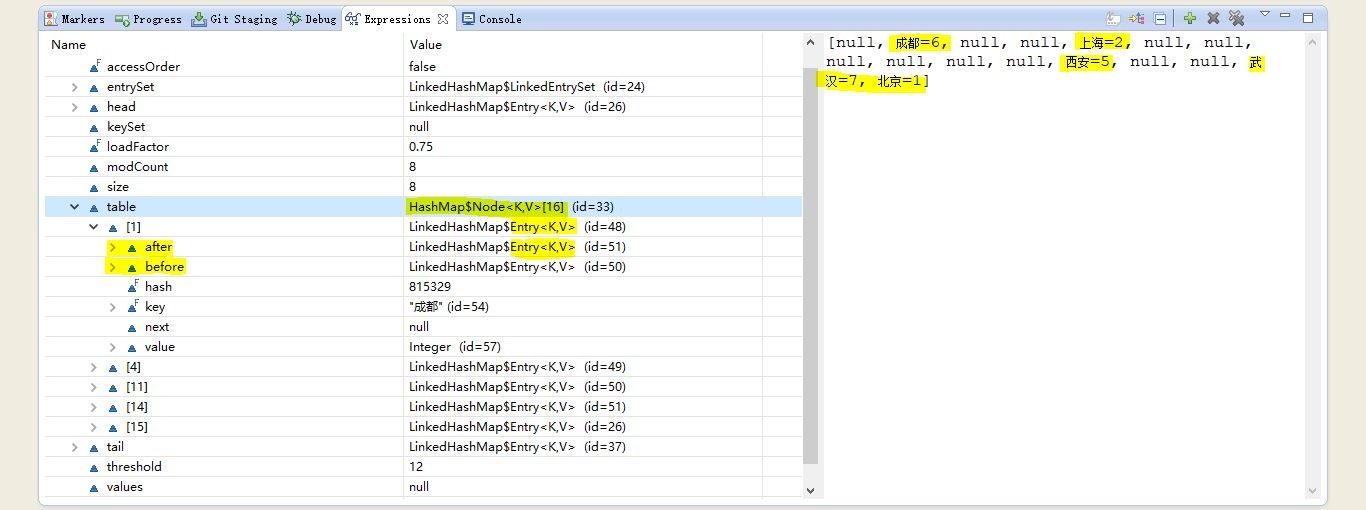 Markers Progress Git Staging Debug Expressions Console
Name Value
accessOrder false
entrySet LinkedHashMap$LinkedEntrySet (id=24)
head LinkedHashMap$Entry<K,V> (id=26)
keySet null
loadFactor 0.75
modCount 8
size 8
table HashMap$Node<K,V>[16] (id=33)
[1] LinkedHashMap$Entry<K,V> (id=48)
after LinkedHashMap$Entry<K,V> (id=51)
before LinkedHashMap$Entry<K,V> (id=50)
hash 815329
key "成都" (id=54)
next null
value Integer (id=57)
[4] LinkedHashMap$Entry<K,V> (id=49)
[11] LinkedHashMap$Entry<K,V> (id=50)
[14] LinkedHashMap$Entry<K,V> (id=51)
[15] LinkedHashMap$Entry<K,V> (id=26)
tail LinkedHashMap$Entry<K,V> (id=37)
threshold 12
values null
[null, 成都=6, null, null, 上海=2, null, null,
null, null, null, null, 西安=5, null, null, 武
汉=7, 北京=1]